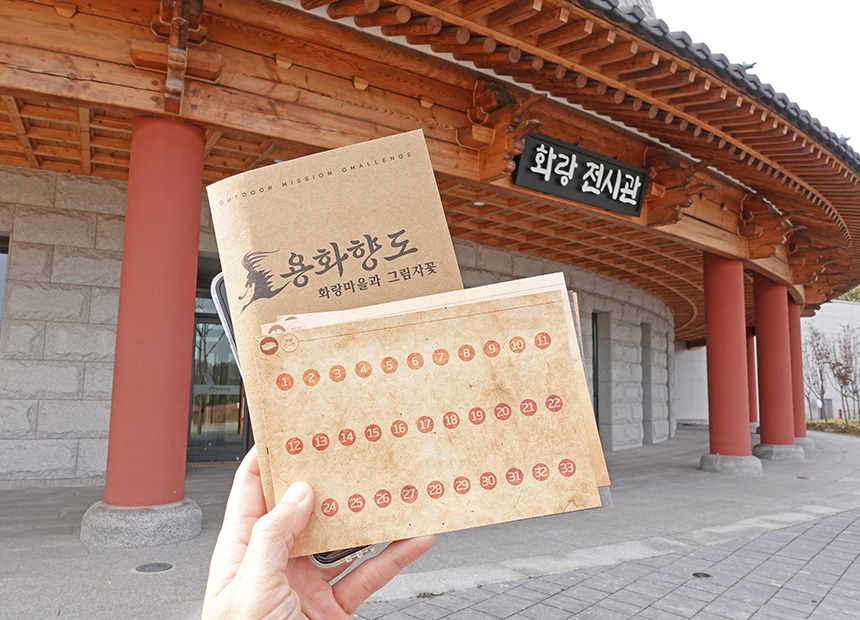 화랑 전시관
OUTDOOR MISSION CHALLENGE
용화향도
화랑마을과 그림자꽃
1 2 3 4 5 6 7 8 9 10 11
12 13 14 15 16 17 18 19 20 21 22
24 25 26 27 28 29 30 31 32 33